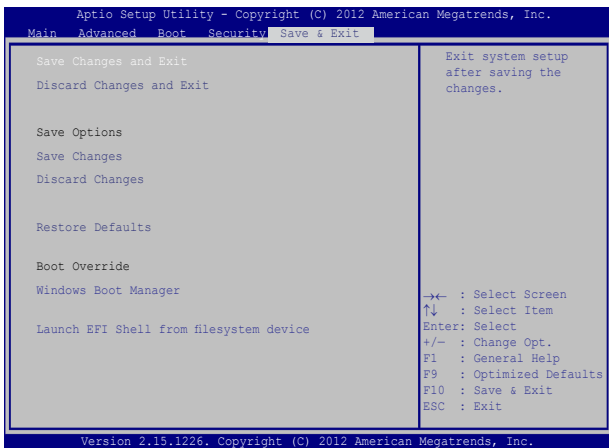 Aptio Setup Utility - Copyright (C) 2012 American Megatrends, Inc.
Main Advanced Boot Security Save & Exit
Save Changes and Exit
Discard Changes and Exit
Save Options
Save Changes
Discard Changes
Restore Defaults
Boot Override
Windows Boot Manager
Launch EFI Shell from filesystem device
Exit system setup
after saving the
changes.
→← : Select Screen
↑↓ : Select Item
Enter: Select
+/— : Change Opt.
F1 : General Help
F9 : Optimized Defaults
F10 : Save & Exit
ESC : Exit
Version 2.15.1226. Copyright (C) 2012 American Megatrends, Inc.